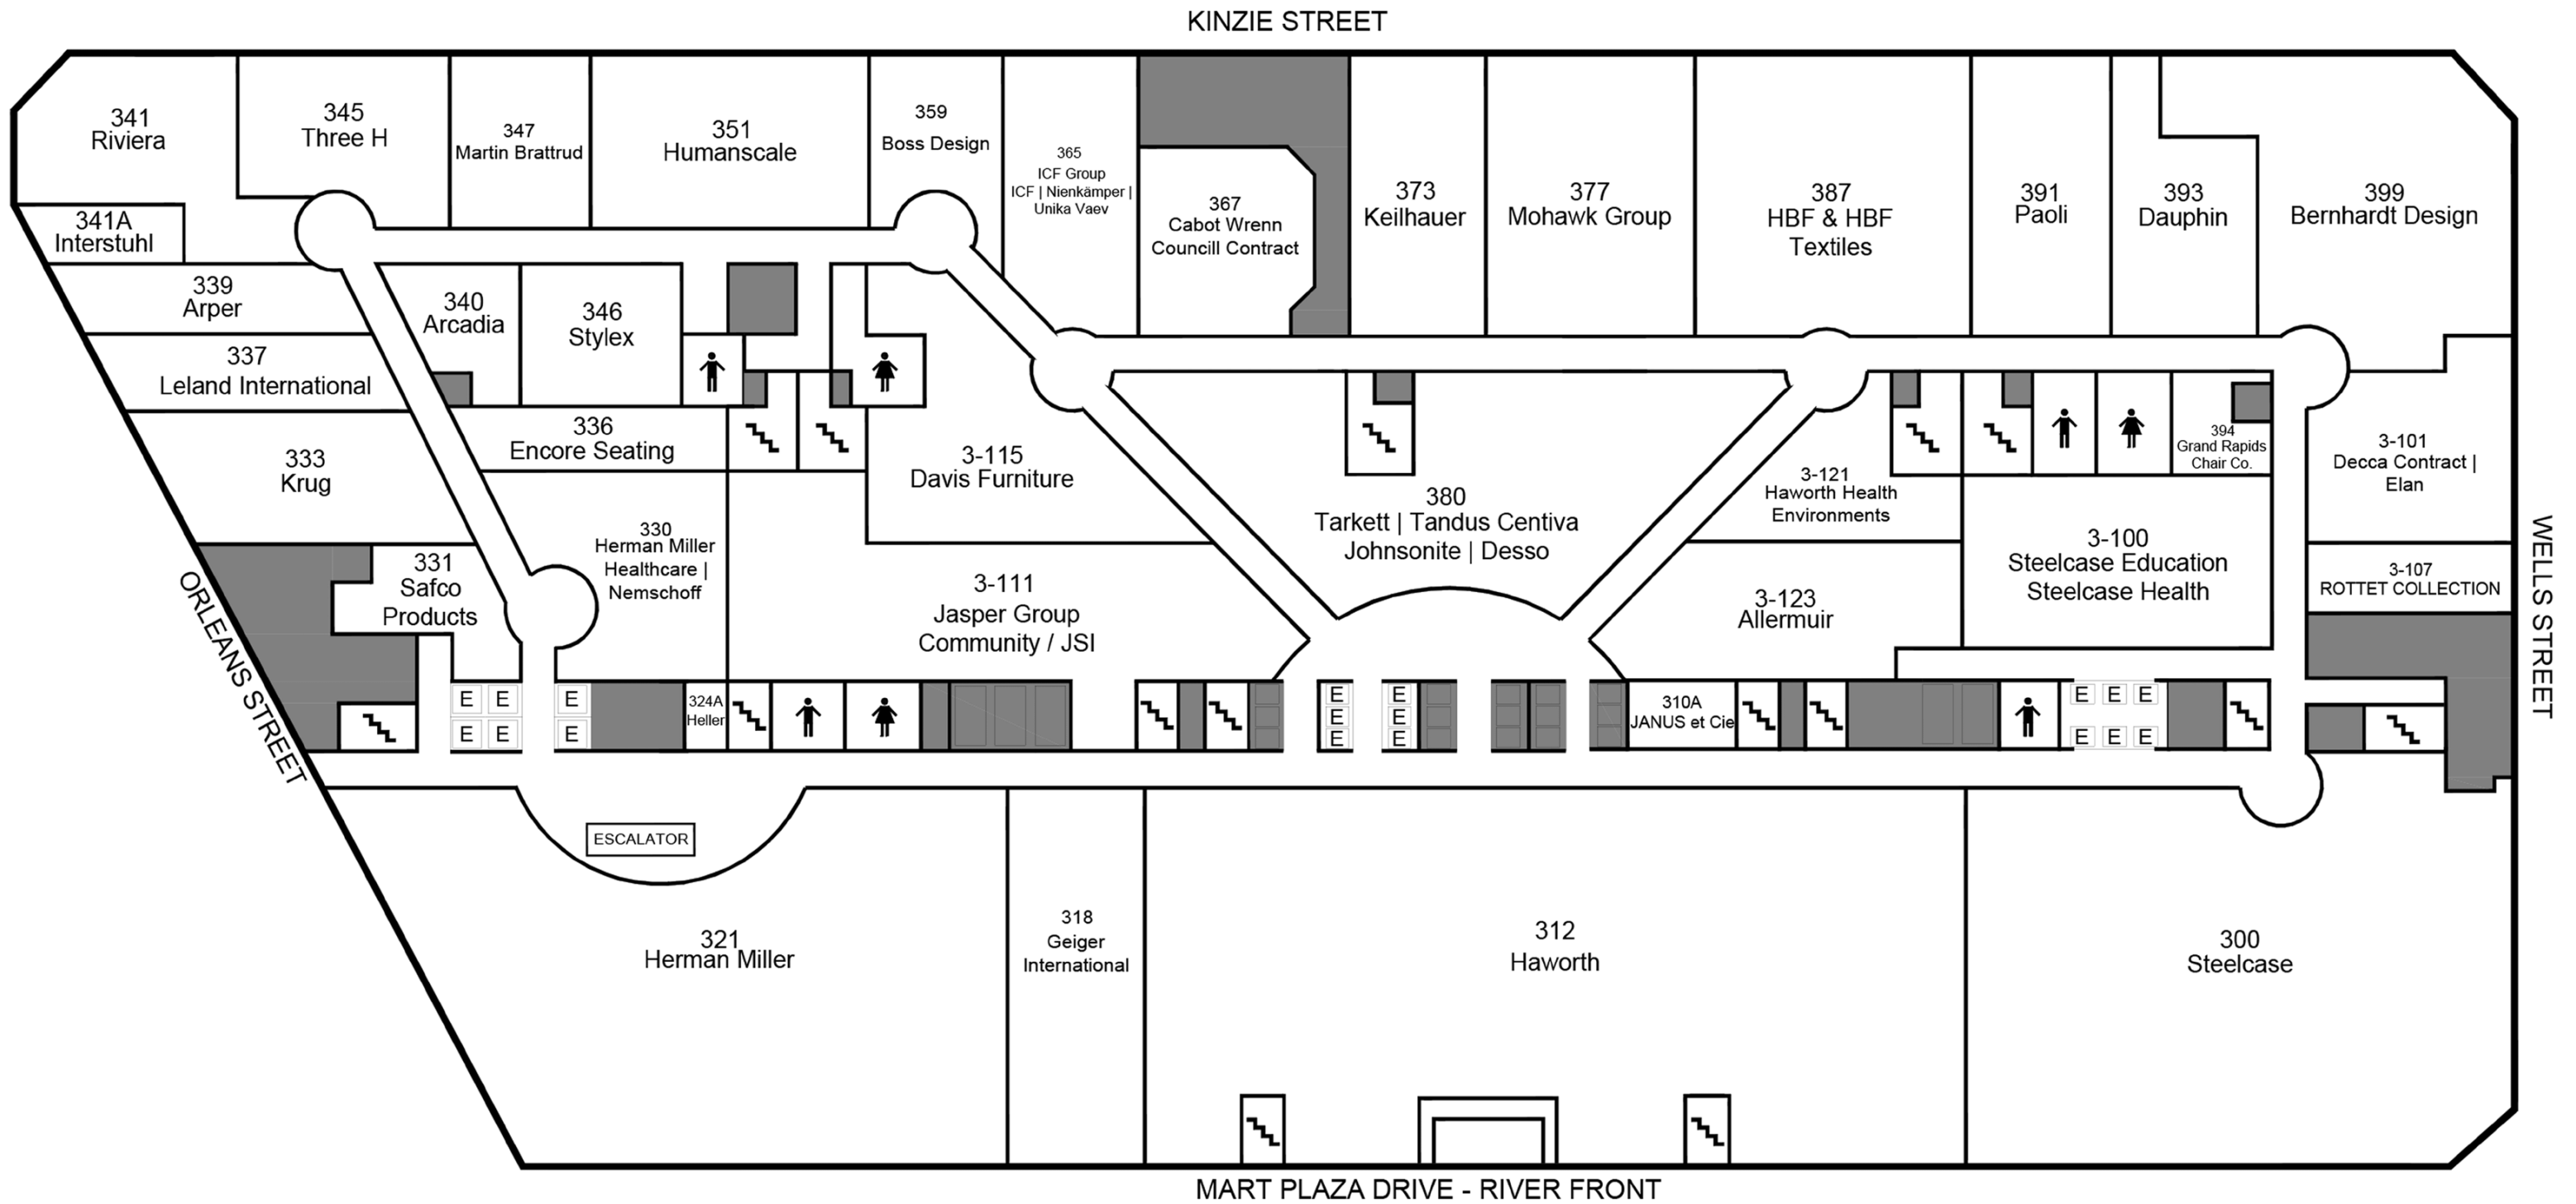 KINZIE STREET
341
Riviera
345
Three H
347
Martin Brattrud
351
Humanscale
359
Boss Design
365
ICF Group
ICF | Nienkämper |
Unika Vaev
367
Cabot Wrenn
Councill Contract
373
Keilhauer
377
Mohawk Group
387
HBF & HBF
Textiles
391
Paoli
393
Dauphin
399
Bernhardt Design
341A
Interstuhl
339
Arper
340
Arcadia
346
Stylex
337
Leland International
336
Encore Seating
333
Krug
3-115
Davis Furniture
380
Tarkett | Tandus Centiva
Johnsonite | Desso
3-121
Haworth Health
Environments
394
Grand Rapids
Chair Co.
3-101
Decca Contract |
Elan
331
Safco
Products
330
Herman Miller
Healthcare |
Nemschoff
3-111
Jasper Group
Community / JSI
3-123
Allermuir
3-100
Steelcase Education
Steelcase Health
3-107
ROTTET COLLECTION
ORLEANS STREET
WELLS STREET
E E E
E E E
324A
Heller
E E
E E
E E
310A
JANUS et Cie
E E E
E E E
ESCALATOR
321
Herman Miller
318
Geiger
International
312
Haworth
300
Steelcase
MART PLAZA DRIVE - RIVER FRONT